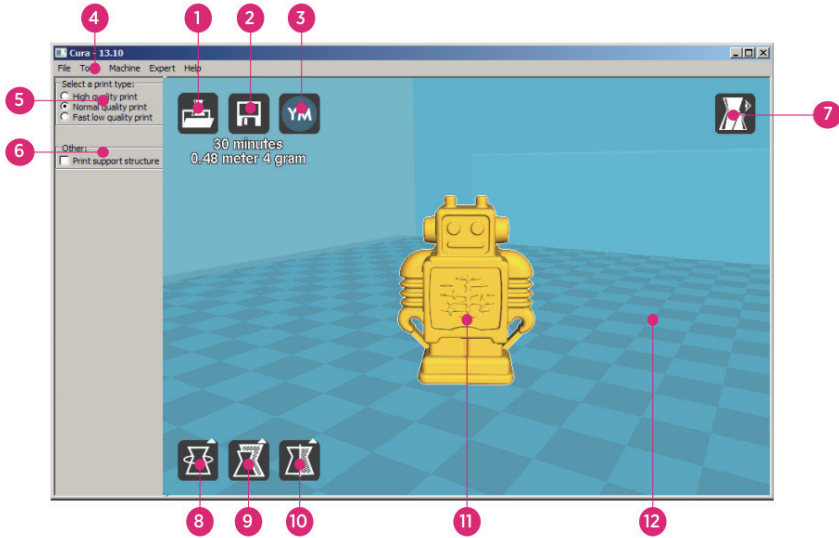 1
2
3
4
Cura - 13.10
File To Machine Expert Help
Select a print type:
High quality print
Normal quality print
Fast low quality print
5
Other:
Print support structure
6
YM
30 minutes
0.48 meter 4 gram
7
8
9
10
11
12